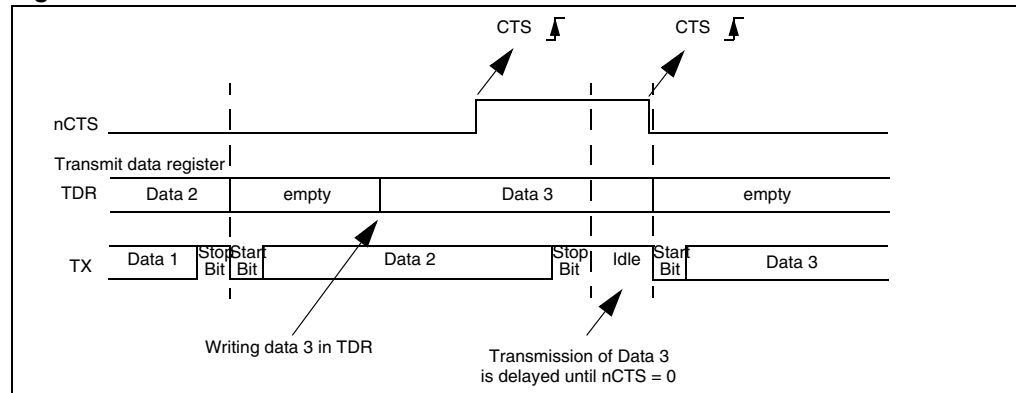 CTS CTS
nCTS
Transmit data register
TDR Data 2 empty Data 3 empty
TX Data 1 Stop Bit Start Bit Data 2 Stop Bit Idle Start Bit Data 3
Writing data 3 in TDR
Transmission of Data 3
is delayed until nCTS = 0